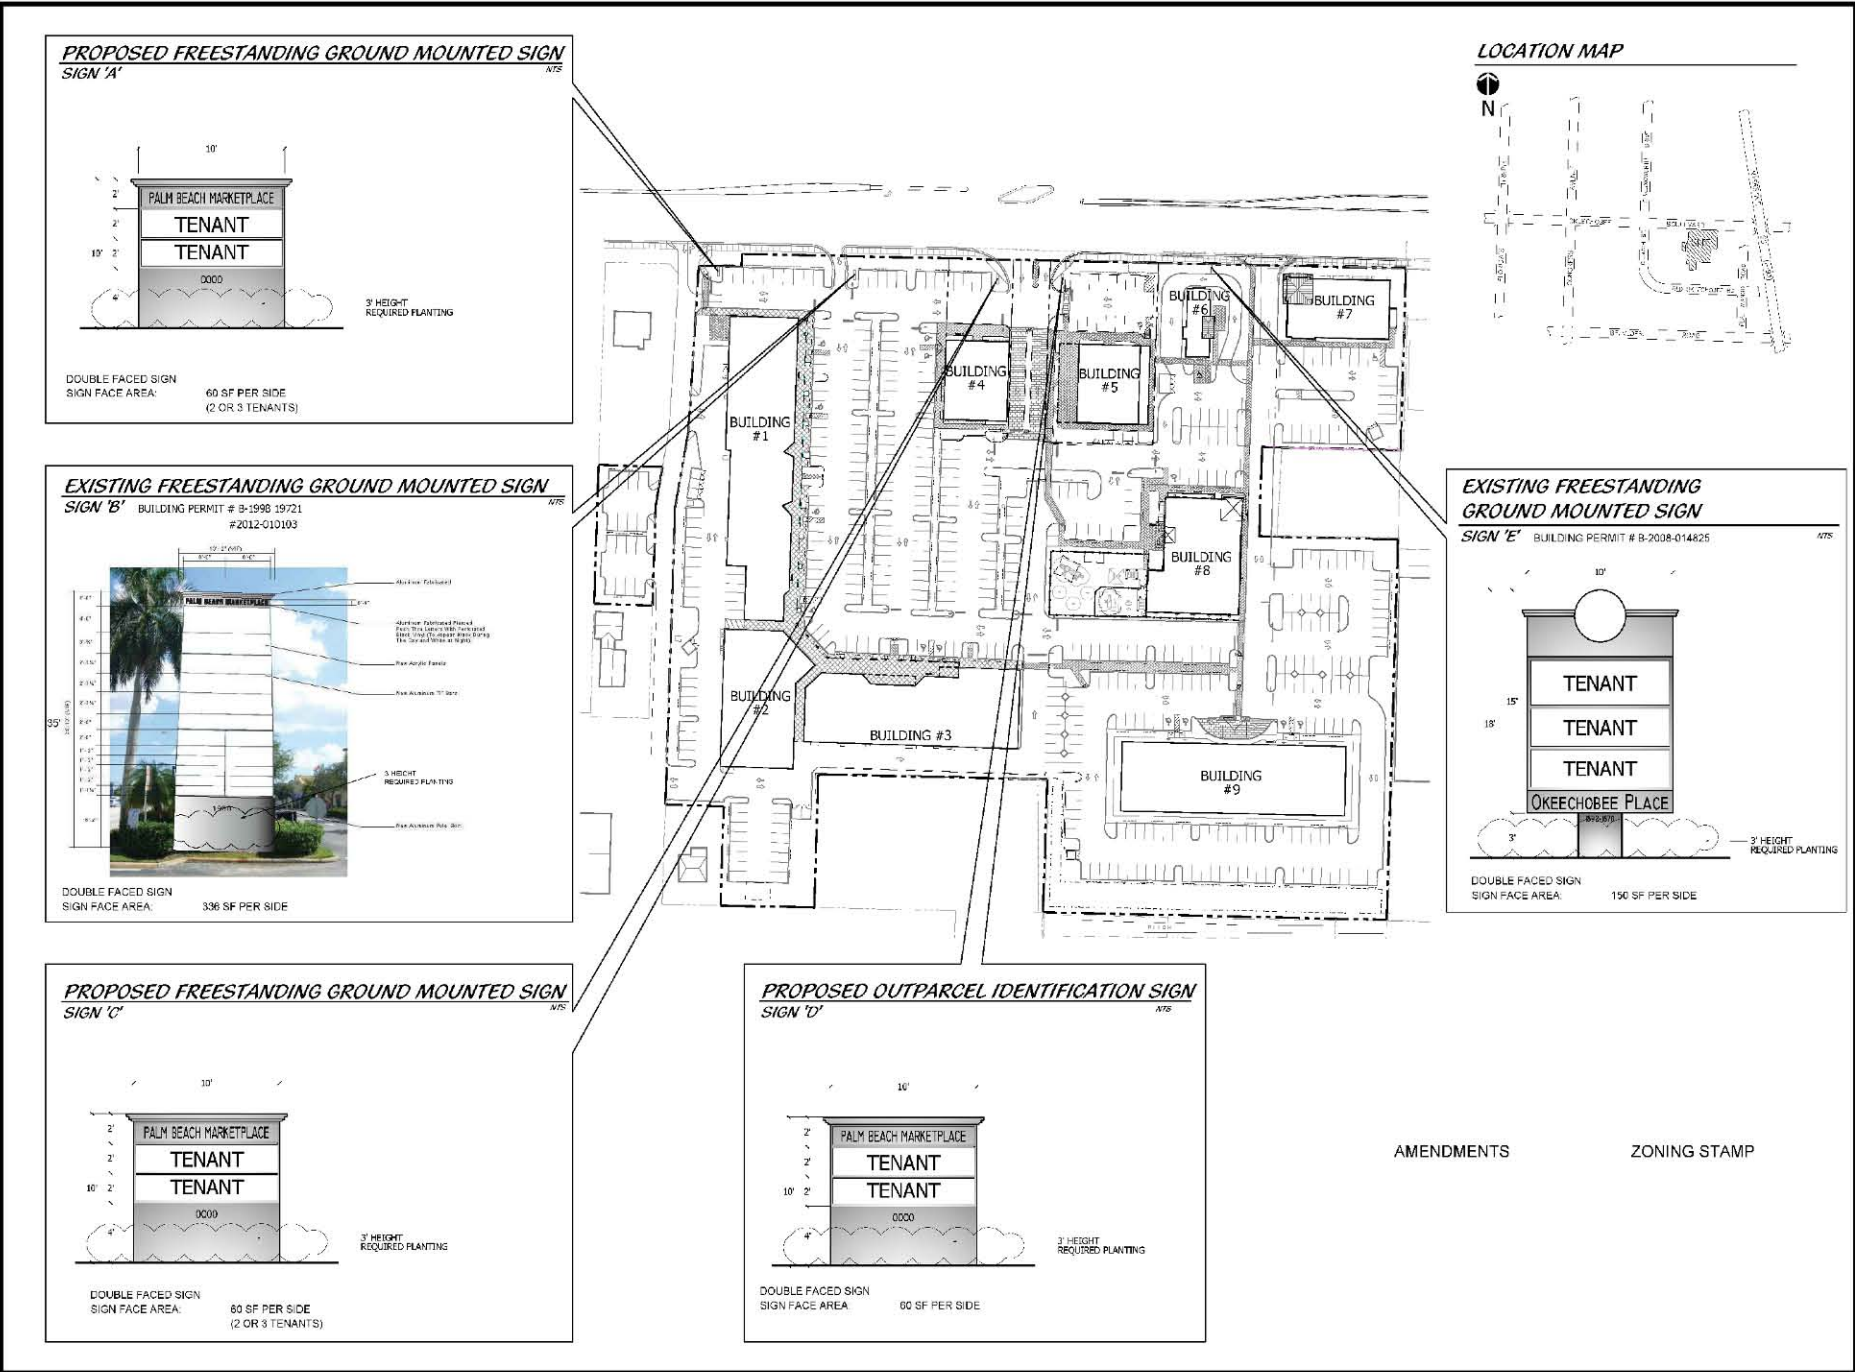 PROPOSED FREESTANDING GROUND MOUNTED SIGN
SIGN 'A'
NTS
10'
2'
PALM BEACH MARKETPLACE
2'
TENANT
10'
2'
TENANT
0000
4'
3' HEIGHT
REQUIRED PLANTING
DOUBLE FACED SIGN
SIGN FACE AREA: 60 SF PER SIDE
(2 OR 3 TENANTS)
EXISTING FREESTANDING GROUND MOUNTED SIGN
NTS
SIGN 'B' BUILDING PERMIT # B-1998 19721
#2012-010103
Aluminum Fabricated
PALM BEACH MARKETPLACE
New Acrylic Panels
35'
3 HEIGHT
REQUIRED PLANTING
DOUBLE FACED SIGN
SIGN FACE AREA: 336 SF PER SIDE
PROPOSED FREESTANDING GROUND MOUNTED SIGN
SIGN 'C'
NTS
10'
2'
PALM BEACH MARKETPLACE
2'
TENANT
10'
2'
TENANT
0000
4'
3' HEIGHT
REQUIRED PLANTING
DOUBLE FACED SIGN
SIGN FACE AREA: 60 SF PER SIDE
(2 OR 3 TENANTS)
BUILDING
#1
BUILDING
#2
BUILDING #3
BUILDING
#4
BUILDING
#5
BUILDING
#6
BUILDING
#7
BUILDING
#8
BUILDING
#9
PROPOSED OUTPARCEL IDENTIFICATION SIGN
SIGN 'D'
NTS
10'
2'
PALM BEACH MARKETPLACE
2'
TENANT
10'
2'
TENANT
0000
4'
3' HEIGHT
REQUIRED PLANTING
DOUBLE FACED SIGN
SIGN FACE AREA 60 SF PER SIDE
LOCATION MAP
N
EXISTING FREESTANDING
GROUND MOUNTED SIGN
SIGN 'E' BUILDING PERMIT # B-2008-014825
NTS
10'
TENANT
15'
18'
TENANT
TENANT
OKEECHOBEE PLACE
3'
3' HEIGHT
REQUIRED PLANTING
DOUBLE FACED SIGN
SIGN FACE AREA: 150 SF PER SIDE
AMENDMENTS
ZONING STAMP